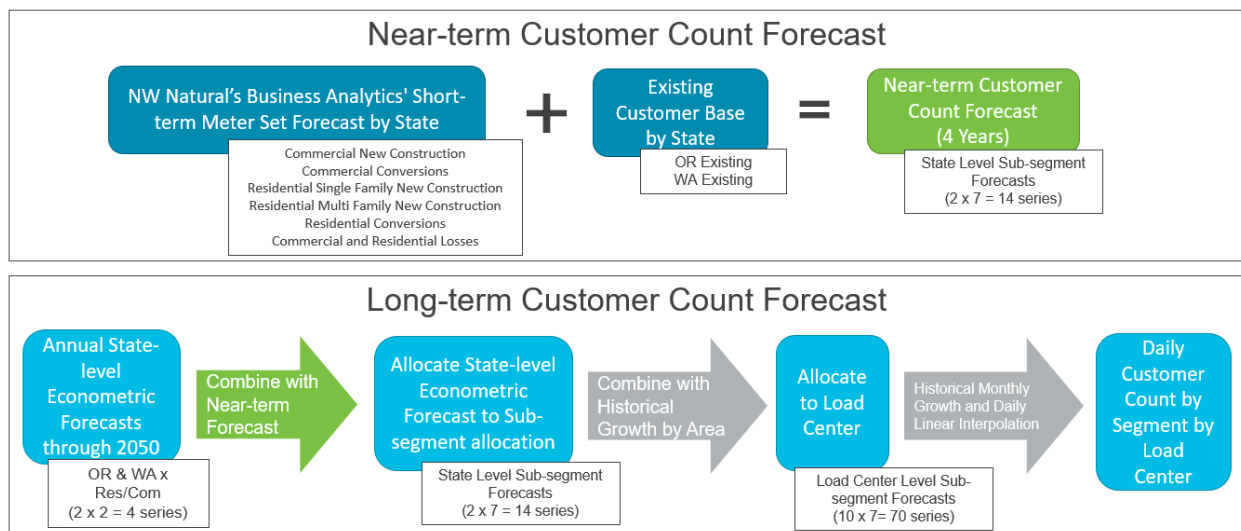 Near-term Customer Count Forecast
NW Natural's Business Analytics' Short-
term Meter Set Forecast by State
Commercial New Construction
Commercial Conversions
Residential Single Family New Construction
Residential Multi Family New Construction
Residential Conversions
Commercial and Residential Losses
+
Existing
Customer Base
by State
OR Existing
WA Existing
=
Near-term Customer
Count Forecast
(4 Years)
State Level Sub-segment
Forecasts
(2 x 7 = 14 series)
Long-term Customer Count Forecast
Annual State-
level
Econometric
Forecasts
through 2050
OR & WA x
Res/Com
(2 x 2 = 4 series)
Combine with
Near-term
Forecast
Allocate State-level
Econometric
Forecast to Sub-
segment allocation
State Level Sub-segment
Forecasts
(2 x 7 = 14 series)
Combine with
Historical
Growth by Area
Allocate
to Load
Center
Load Center Level Sub-
segment Forecasts
(10 x 7= 70 series)
Historical Monthly
Growth and Daily
Linear Interpolation
Daily
Customer
Count by
Segment by
Load
Center